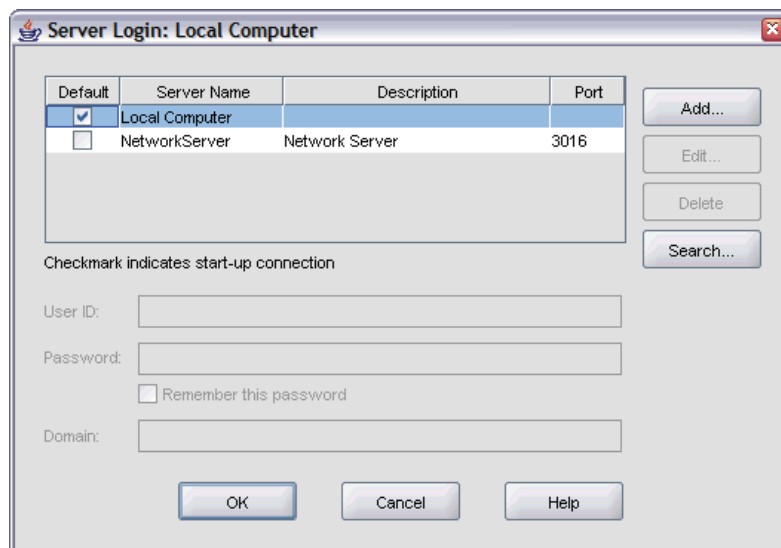 Server Login: Local Computer
Default Server Name Description Port
Local Computer
NetworkServer Network Server 3016
Add...
Edit...
Delete
Search...
Checkmark indicates start-up connection
User ID:
Password:
Remember this password
Domain:
OK Cancel Help